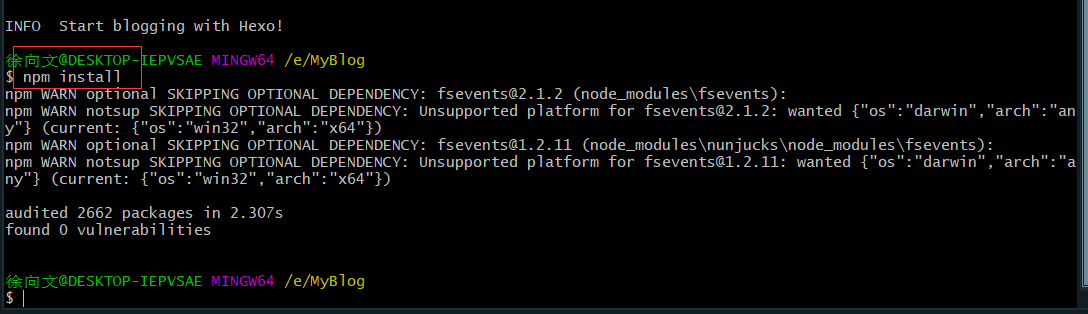 INFO  Start blogging with Hexo!
徐向文@DESKTOP-IEPVSAE MINGW64 /e/MyBlog
$ npm install
npm WARN optional SKIPPING OPTIONAL DEPENDENCY: fsevents@2.1.2 (node_modules\fsevents):
npm WARN notsup SKIPPING OPTIONAL DEPENDENCY: Unsupported platform for fsevents@2.1.2: wanted {"os":"darwin","arch":"an
y"} (current: {"os":"win32","arch":"x64"})
npm WARN optional SKIPPING OPTIONAL DEPENDENCY: fsevents@1.2.11 (node_modules\nunjucks\node_modules\fsevents):
npm WARN notsup SKIPPING OPTIONAL DEPENDENCY: Unsupported platform for fsevents@1.2.11: wanted {"os":"darwin","arch":"a
ny"} (current: {"os":"win32","arch":"x64"})
audited 2662 packages in 2.307s
found 0 vulnerabilities
徐向文@DESKTOP-IEPVSAE MINGW64 /e/MyBlog
$